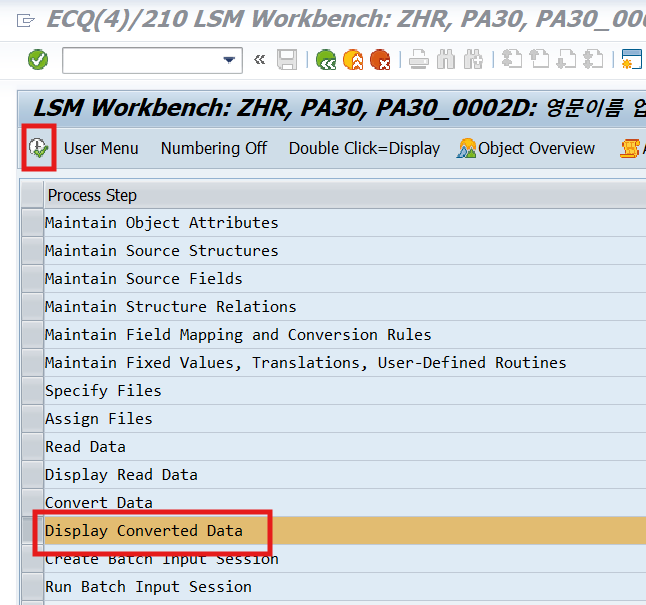 ECQ(4)/210 LSM Workbench: ZHR, PA30, PA30_000
LSM Workbench: ZHR, PA30, PA30_0002D: 영문이름 업
User Menu Numbering Off Double Click=Display Object Overview
Process Step
Maintain Object Attributes
Maintain Source Structures
Maintain Source Fields
Maintain Structure Relations
Maintain Field Mapping and Conversion Rules
Maintain Fixed Values, Translations, User-Defined Routines
Specify Files
Assign Files
Read Data
Display Read Data
Convert Data
Display Converted Data
Create Batch Input Session
Run Batch Input Session